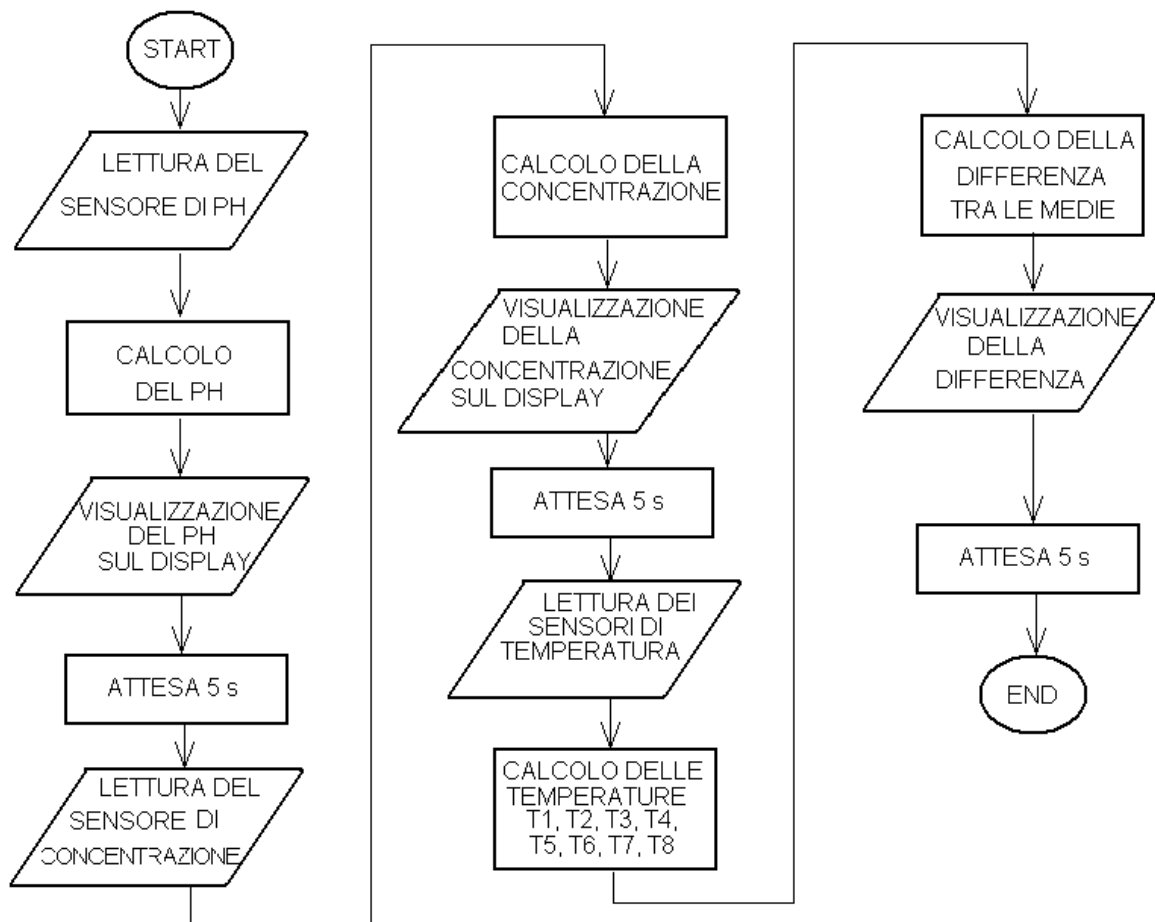 START
LETTURA DEL
SENSORE DI PH
CALCOLO
DEL PH
VISUALIZZAZIONE
DEL PH
SUL DISPLAY
ATTESA 5 s
LETTURA DEL
SENSORE DI
CONCENTRAZIONE
CALCOLO DELLA
CONCENTRAZIONE
VISUALIZZAZIONE
DELLA
CONCENTRAZIONE
SUL DISPLAY
ATTESA 5 s
LETTURA DEI
SENSORI DI
TEMPERATURA
CALCOLO DELLE
TEMPERATURE
T1, T2, T3, T4,
T5, T6, T7, T8
CALCOLO DELLA
DIFFERENZA
TRA LE MEDIE
VISUALIZZAZIONE
DELLA
DIFFERENZA
ATTESA 5 s
END